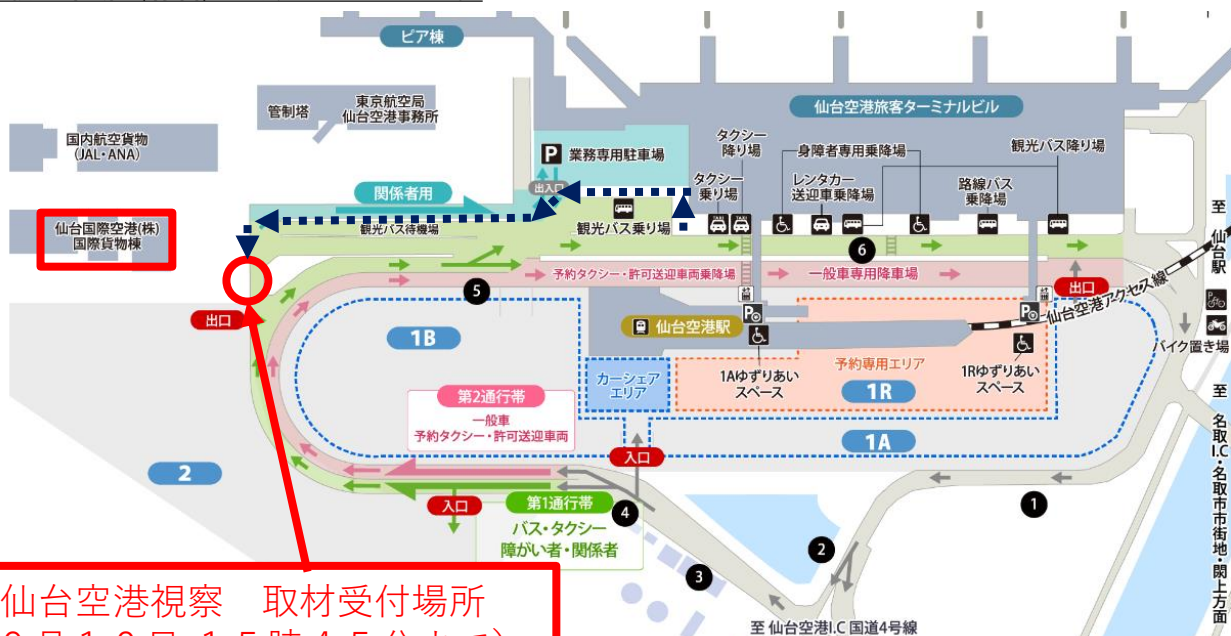 ピア棟
管制塔
東京航空局
仙台空港事務所
国内航空貨物
(JAL・ANA)
仙台国際空港(株)
国際貨物棟
仙台空港旅客ターミナルビル
P 業務専用駐車場
出入口
関係者用
観光バス待機場
観光バス乗り場
タクシー
乗り場
タクシー
降り場
身障者専用乗降場
レンタカー
送迎車乗降場
路線バス
乗降場
観光バス降り場
TAXI
TAXI
至 仙台駅
仙台空港アクセス線
バイク置き場
至 名取I.C・名取市市街地・閖上方面
予約タクシー・許可送迎車両乗降場
一般車専用降車場
6
5
出口
出口
仙台空港駅
P
P
1B
カーシェア
エリア
1Aゆずりあい
スペース
予約専用エリア
1R
1Rゆずりあい
スペース
1A
第2通行帯
一般車
予約タクシー・許可送迎車両
入口
2
入口
第1通行帯
バス・タクシー
障がい者・関係者
4
3
2
1
至 仙台空港I.C 国道4号線
仙台空港視察 取材受付場所